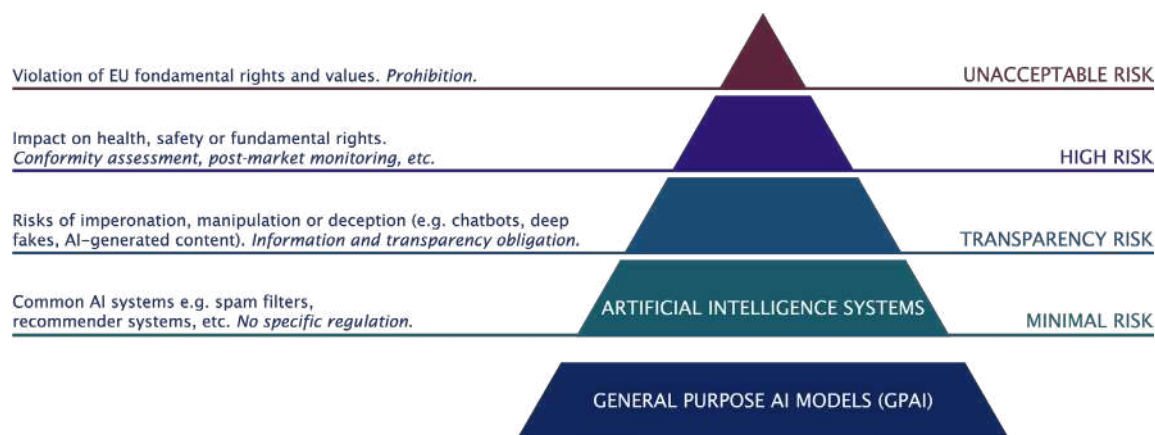 Violation of EU fundamental rights and values. Prohibition.
UNACCEPTABLE RISK
Impact on health, safety or fundamental rights.
Conformity assessment, post-market monitoring, etc.
HIGH RISK
Risks of imperonation, manipulation or deception (e.g. chatbots, deep
fakes, AI-generated content). Information and transparency obligation.
TRANSPARENCY RISK
Common AI systems e.g. spam filters,
recommender systems, etc. No specific regulation.
ARTIFICIAL INTELLIGENCE SYSTEMS
MINIMAL RISK
GENERAL PURPOSE AI MODELS (GPAI)